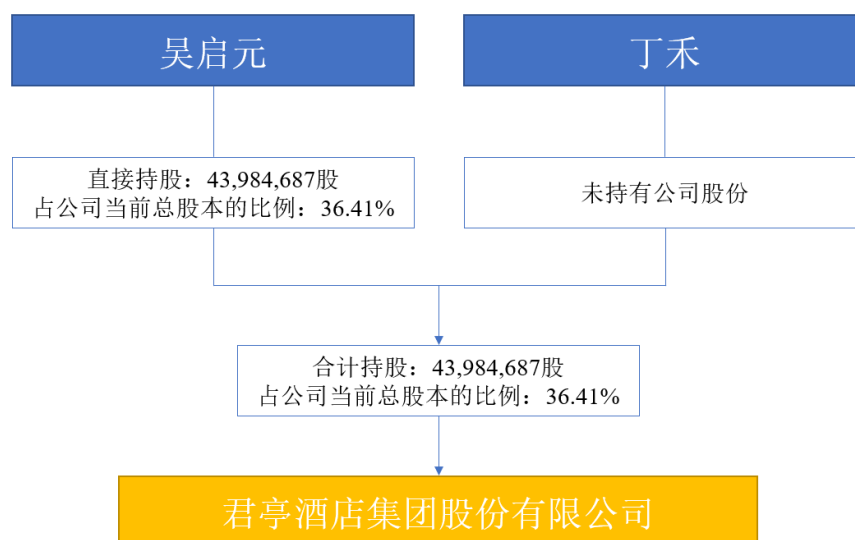 吴启元
丁禾
直接持股：43,984,687股
占公司当前总股本的比例：36.41%
未持有公司股份
合计持股：43,984,687股
占公司当前总股本的比例：36.41%
君亭酒店集团股份有限公司